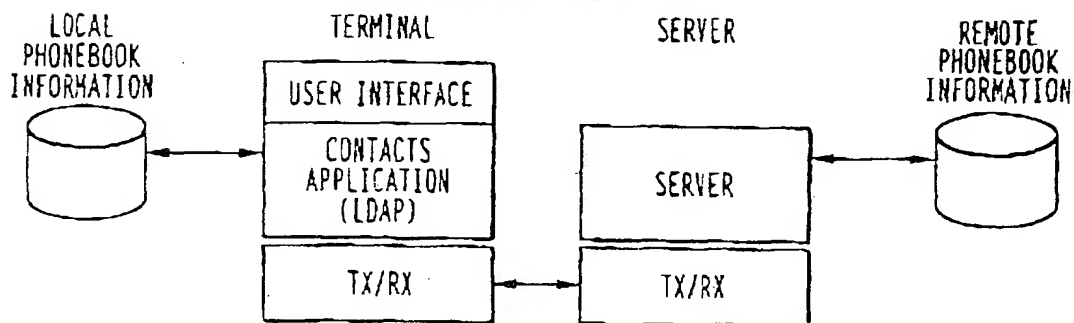 LOCAL
PHONEBOOK
INFORMATION
TERMINAL
SERVER
REMOTE
PHONEBOOK
INFORMATION
USER INTERFACE
CONTACTS
APPLICATION
(LDAP)
SERVER
TX/RX
TX/RX